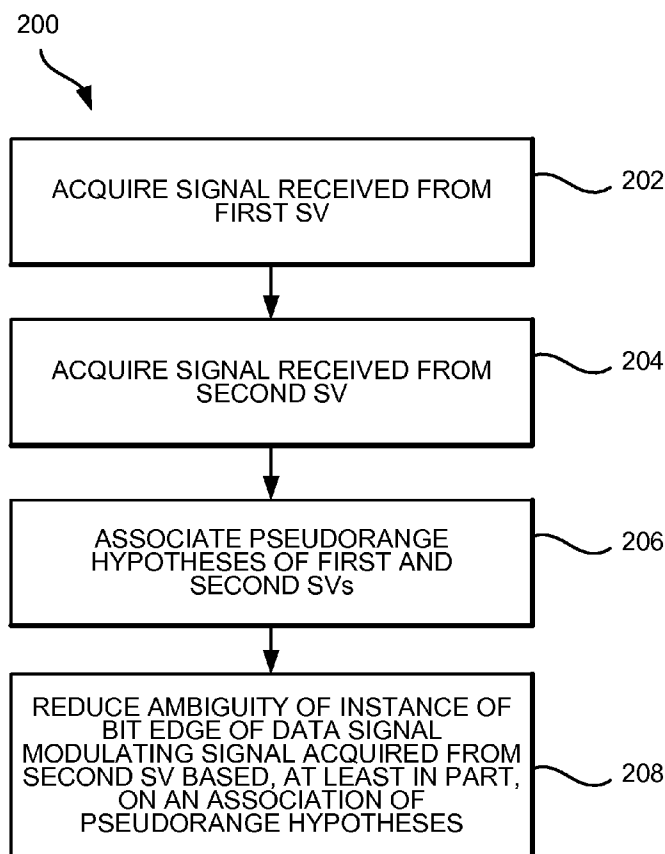 200
ACQUIRE SIGNAL RECEIVED FROM
FIRST SV
202
ACQUIRE SIGNAL RECEIVED FROM
SECOND SV
204
ASSOCIATE PSEUDORANGE
HYPOTHESES OF FIRST AND
SECOND SVs
206
REDUCE AMBIGUITY OF INSTANCE OF
BIT EDGE OF DATA SIGNAL
MODULATING SIGNAL ACQUIRED FROM
SECOND SV BASED, AT LEAST IN PART,
ON AN ASSOCIATION OF
PSEUDORANGE HYPOTHESES
208